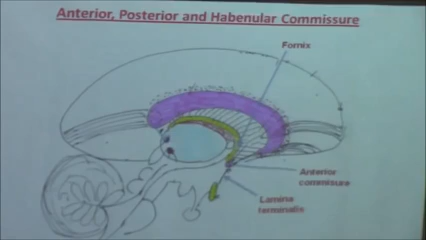 Anterior, Posterior and Habenular Commissure
Fornix
Anterior
commissure
Lamina
terminalis